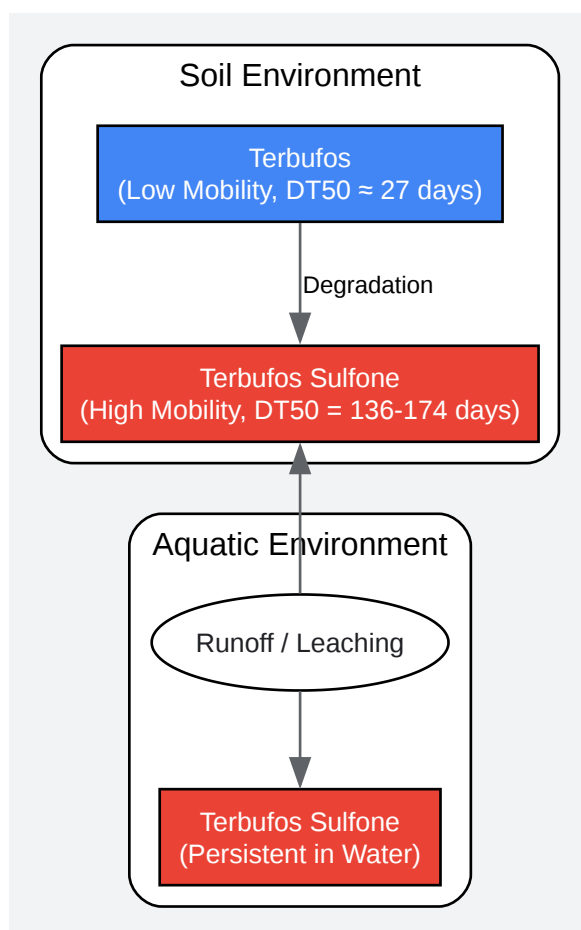 Soil Environment
Terbufos
(Low Mobility, DT50 ≈ 27 days)
Degradation
Terbufos Sulfone
(High Mobility, DT50 = 136-174 days)
Aquatic Environment
Runoff / Leaching
Terbufos Sulfone
(Persistent in Water)